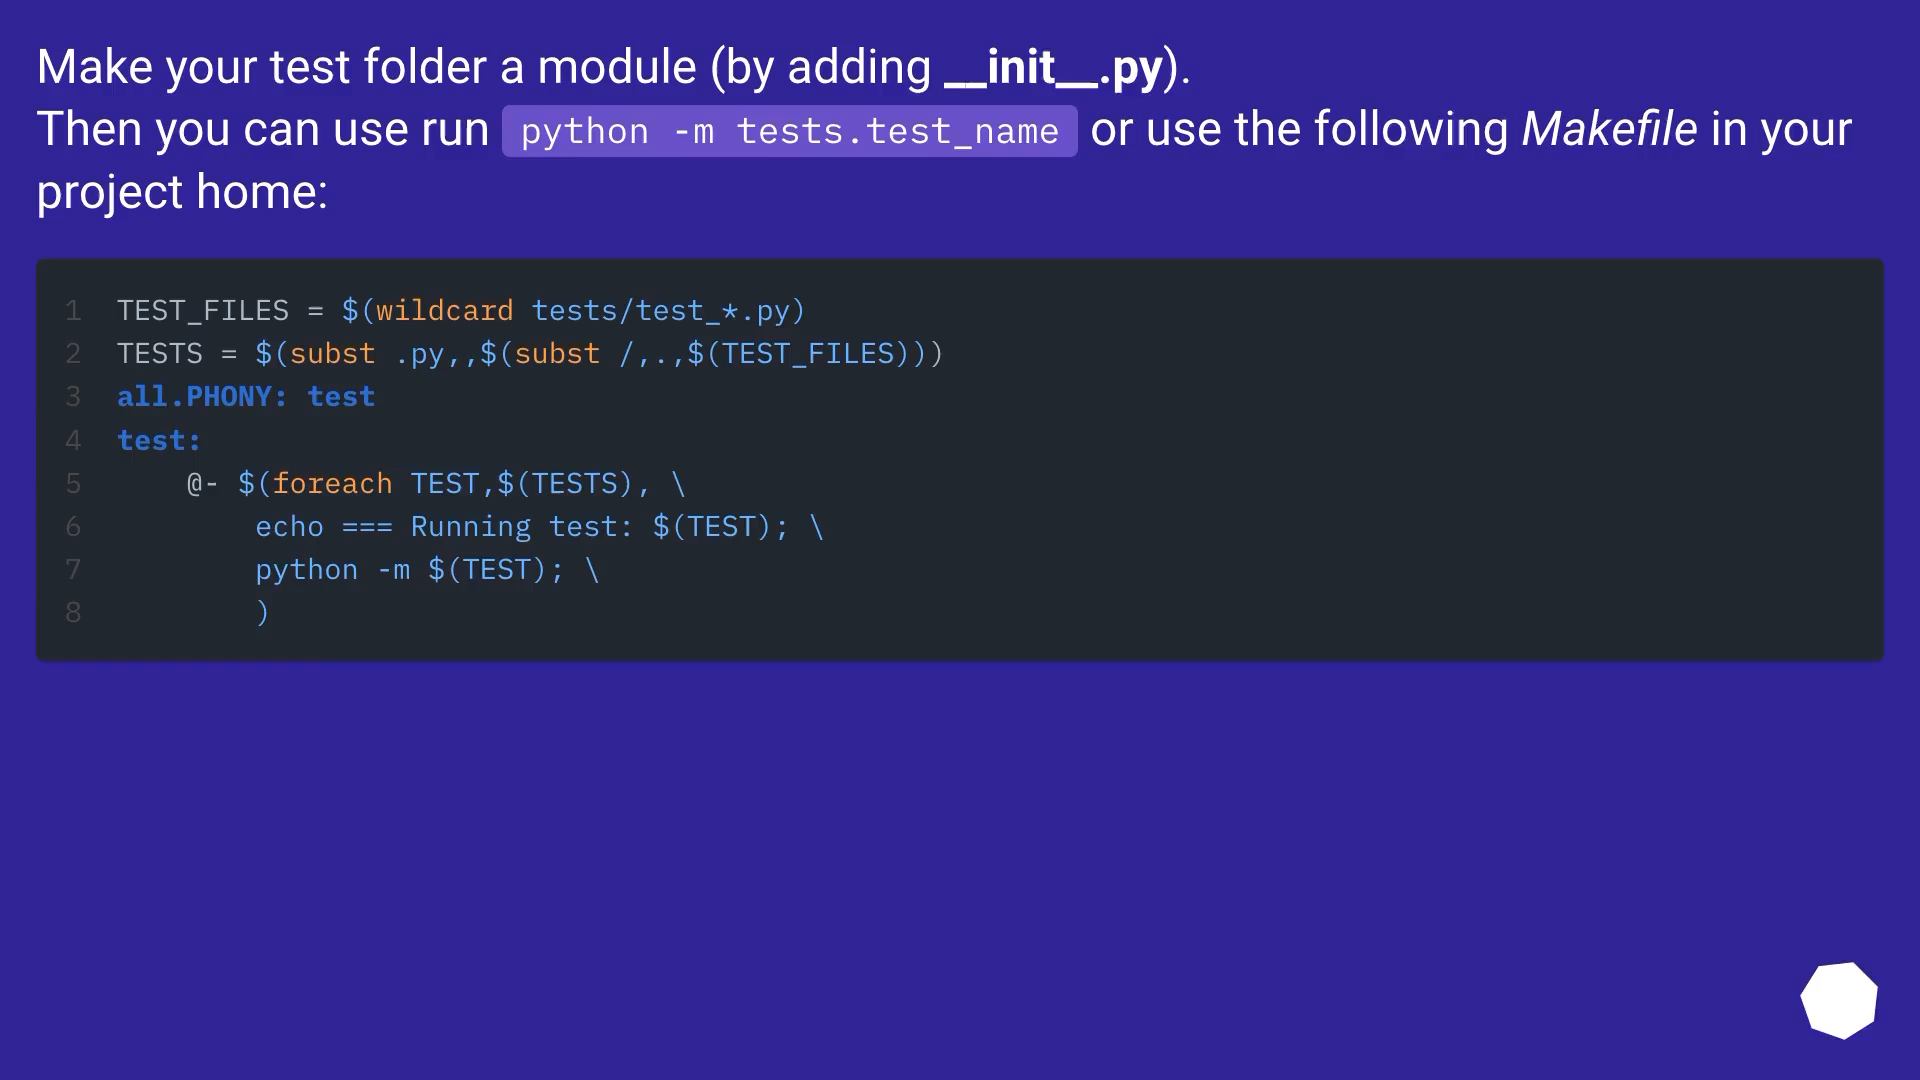 Make your test folder a module (by adding __init__.py).
Then you can use run python -m tests.test_name or use the following Makefile in your
project home:
1 TEST_FILES = $(wildcard tests/test_*.py)
2 TESTS = $(subst .py,,$(subst /,.,$(TEST_FILES)))
3 all.PHONY: test
4 test:
5     @- $(foreach TEST,$(TESTS), \
6         echo === Running test: $(TEST); \
7         python -m $(TEST); \
8         )